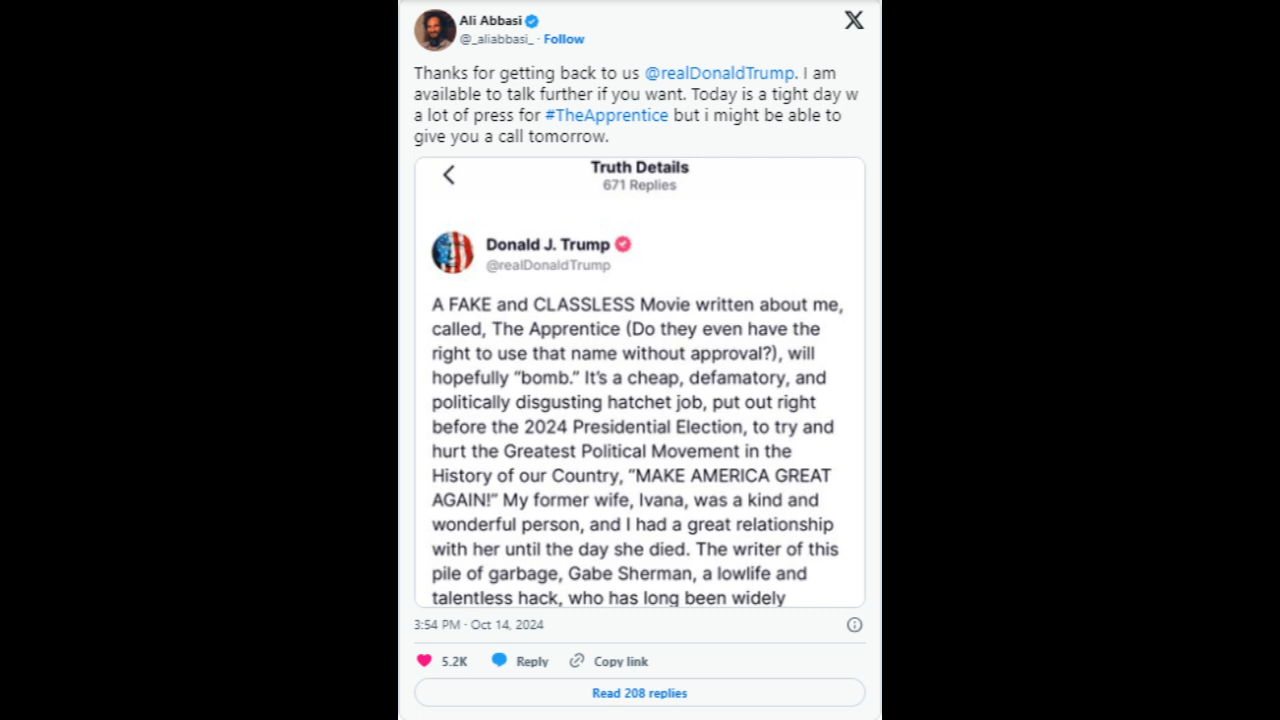 Ali Abbasi
@_aliabbasi_ · Follow
X
Thanks for getting back to us @realDonaldTrump. I am
available to talk further if you want. Today is a tight day w
a lot of press for #TheApprentice but i might be able to
give you a call tomorrow.
Truth Details
671 Replies
Donald J. Trump
@realDonaldTrump
A FAKE and CLASSLESS Movie written about me,
called, The Apprentice (Do they even have the
right to use that name without approval?), will
hopefully “bomb.” It’s a cheap, defamatory, and
politically disgusting hatchet job, put out right
before the 2024 Presidential Election, to try and
hurt the Greatest Political Movement in the
History of our Country, “MAKE AMERICA GREAT
AGAIN!” My former wife, Ivana, was a kind and
wonderful person, and I had a great relationship
with her until the day she died. The writer of this
pile of garbage, Gabe Sherman, a lowlife and
talentless hack, who has long been widely
3:54 PM · Oct 14, 2024
5.2K Reply Copy link
Read 208 replies